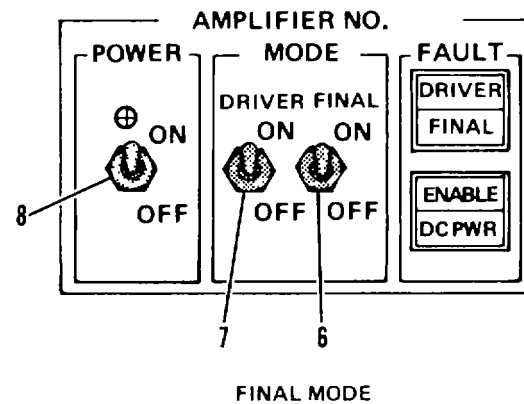 AMPLIFIER NO.
POWER MODE FAULT
DRIVER FINAL
ON ON ON
OFF OFF OFF
DRIVER
FINAL
ENABLE
DC PWR
8
7 6
FINAL MODE